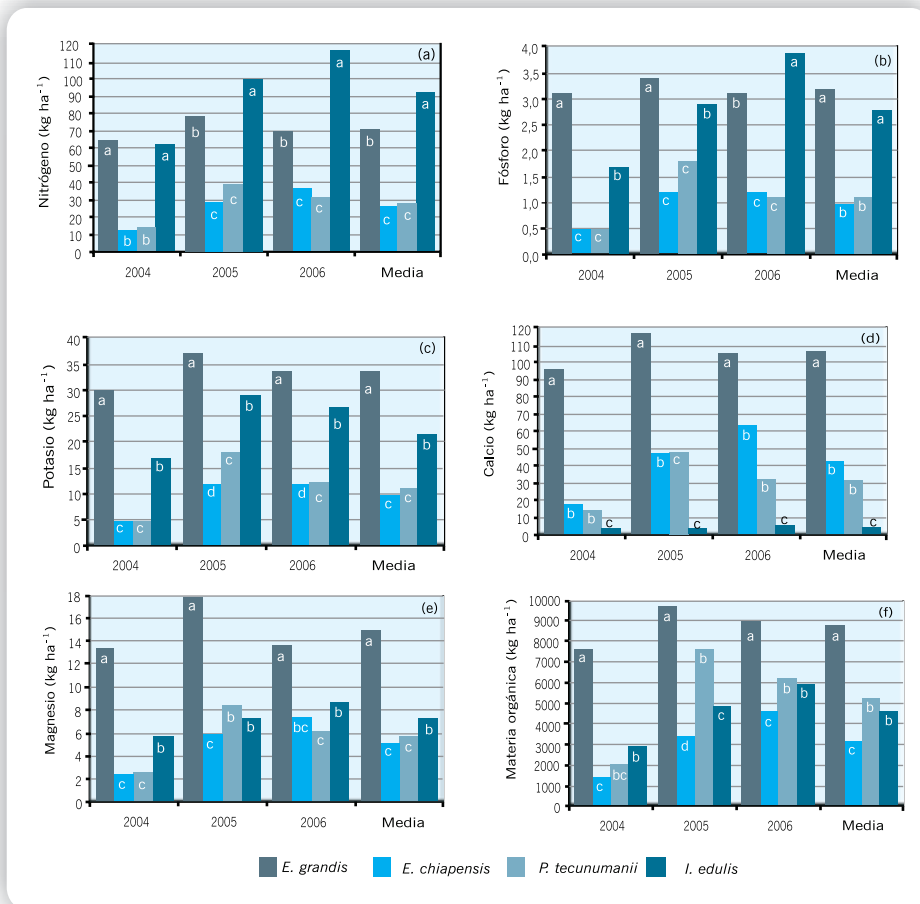 (a)
Nitrógeno (kg ha⁻¹)
120
110
100
90
80
70
60
50
40
30
20
10
0
a b b a
b c c a
b c c a
b c c a
2004 2005 2006 Media
(b)
Fósforo (kg ha⁻¹)
4,0
3,5
3,0
2,5
2,0
1,5
1,0
0,5
0,0
a c c b
a c c b
a c c a
a b b a
2004 2005 2006 Media
(c)
Potasio (kg ha⁻¹)
40
35
30
25
20
15
10
5
0
a c c b
a d c b
a d c b
a c c b
2004 2005 2006 Media
(d)
Calcio (kg ha⁻¹)
120
110
100
90
80
70
60
50
40
30
20
10
0
a b b c
a b c c
a b b c
a b b c
2004 2005 2006 Media
(e)
Magnesio (kg ha⁻¹)
18
16
14
12
10
8
6
4
2
0
a c c b
a b b b
a bc c b
a c c b
2004 2005 2006 Media
(f)
Materia orgánica (kg ha⁻¹)
10000
9000
8000
7000
6000
5000
4000
3000
2000
1000
0
a c bc b
a d b c
a c b b
a c b b
2004 2005 2006 Media
E. grandis E. chiapensis P. tecunumanii I. edulis